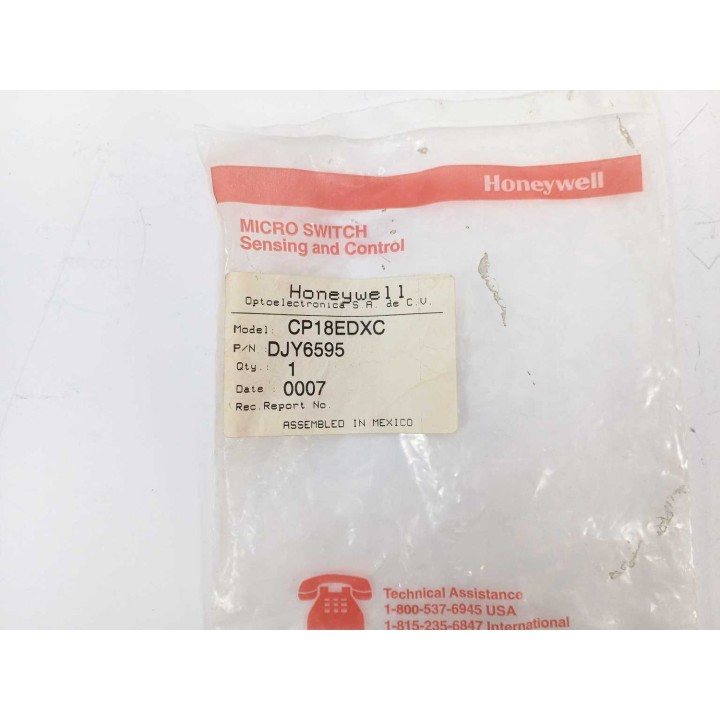 Honeywell
MICRO SWITCH
Sensing and Control
Honeywell
Optoelectronica S.A. de C.V.
Model: CP18EDXC
P/N : DJY6595
Qty.: 1
Date : 0007
Rec.Report No.
ASSEMBLED IN MEXICO
Technical Assistance
1-800-537-6945 USA
1-815-235-6847 International